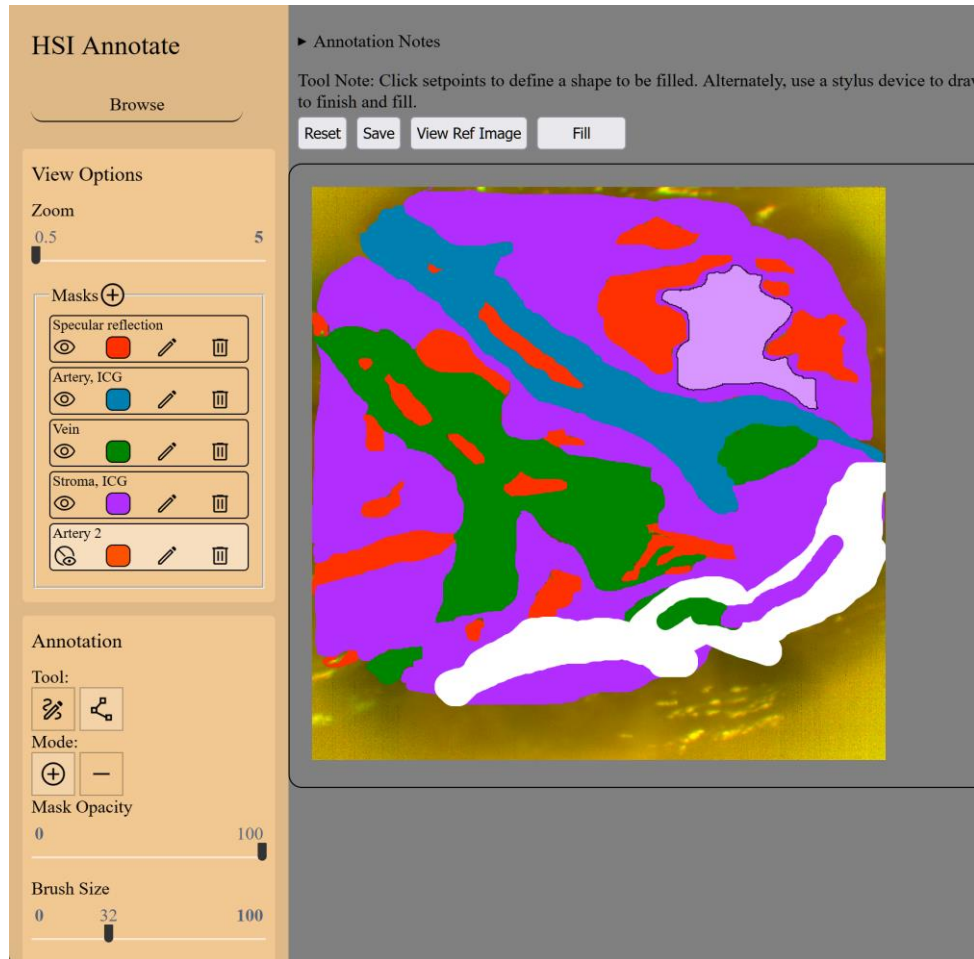 HSI Annotate
Browse
View Options
Zoom
0.5 5
Masks
Specular reflection
Artery, ICG
Vein
Stroma, ICG
Artery 2
Annotation
Tool:
Mode:
Mask Opacity
0 100
Brush Size
0 32 100
▸ Annotation Notes
Tool Note: Click setpoints to define a shape to be filled. Alternately, use a stylus device to
to finish and fill.
Reset Save View Ref Image Fill